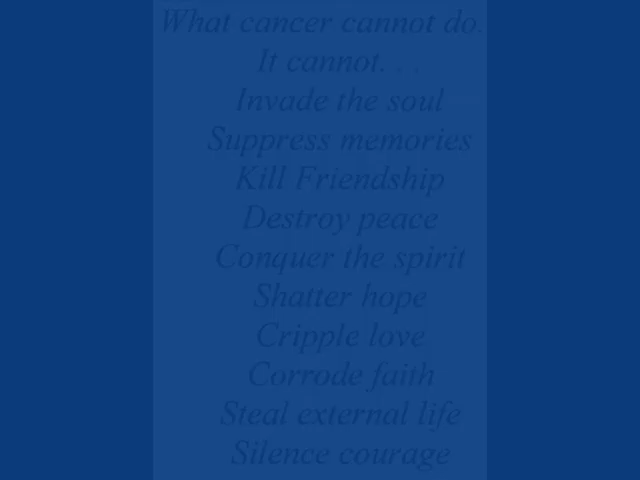 What cancer cannot do.
It cannot. . .
Invade the soul
Suppress memories
Kill Friendship
Destroy peace
Conquer the spirit
Shatter hope
Cripple love
Corrode faith
Steal external life
Silence courage